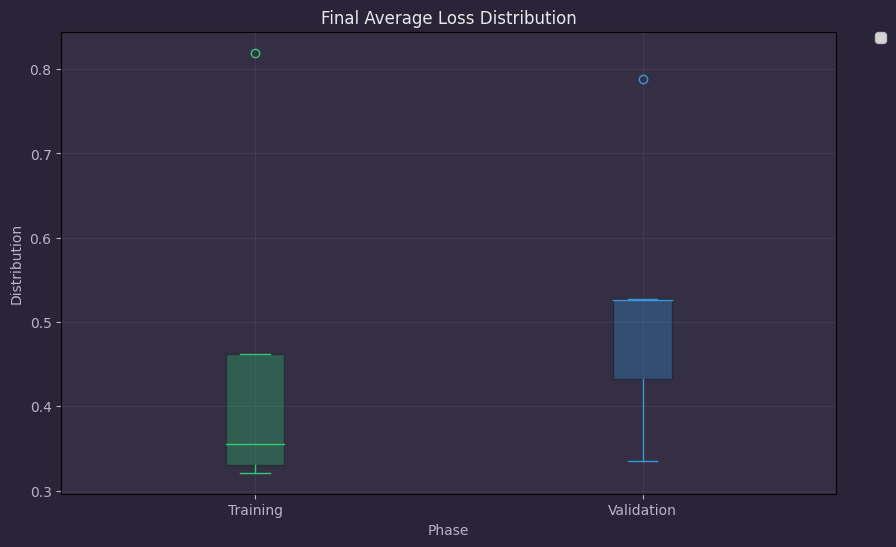 Final Average Loss Distribution
0.8
0.7
0.6
0.5
0.4
0.3
Distribution
Training
Validation
Phase